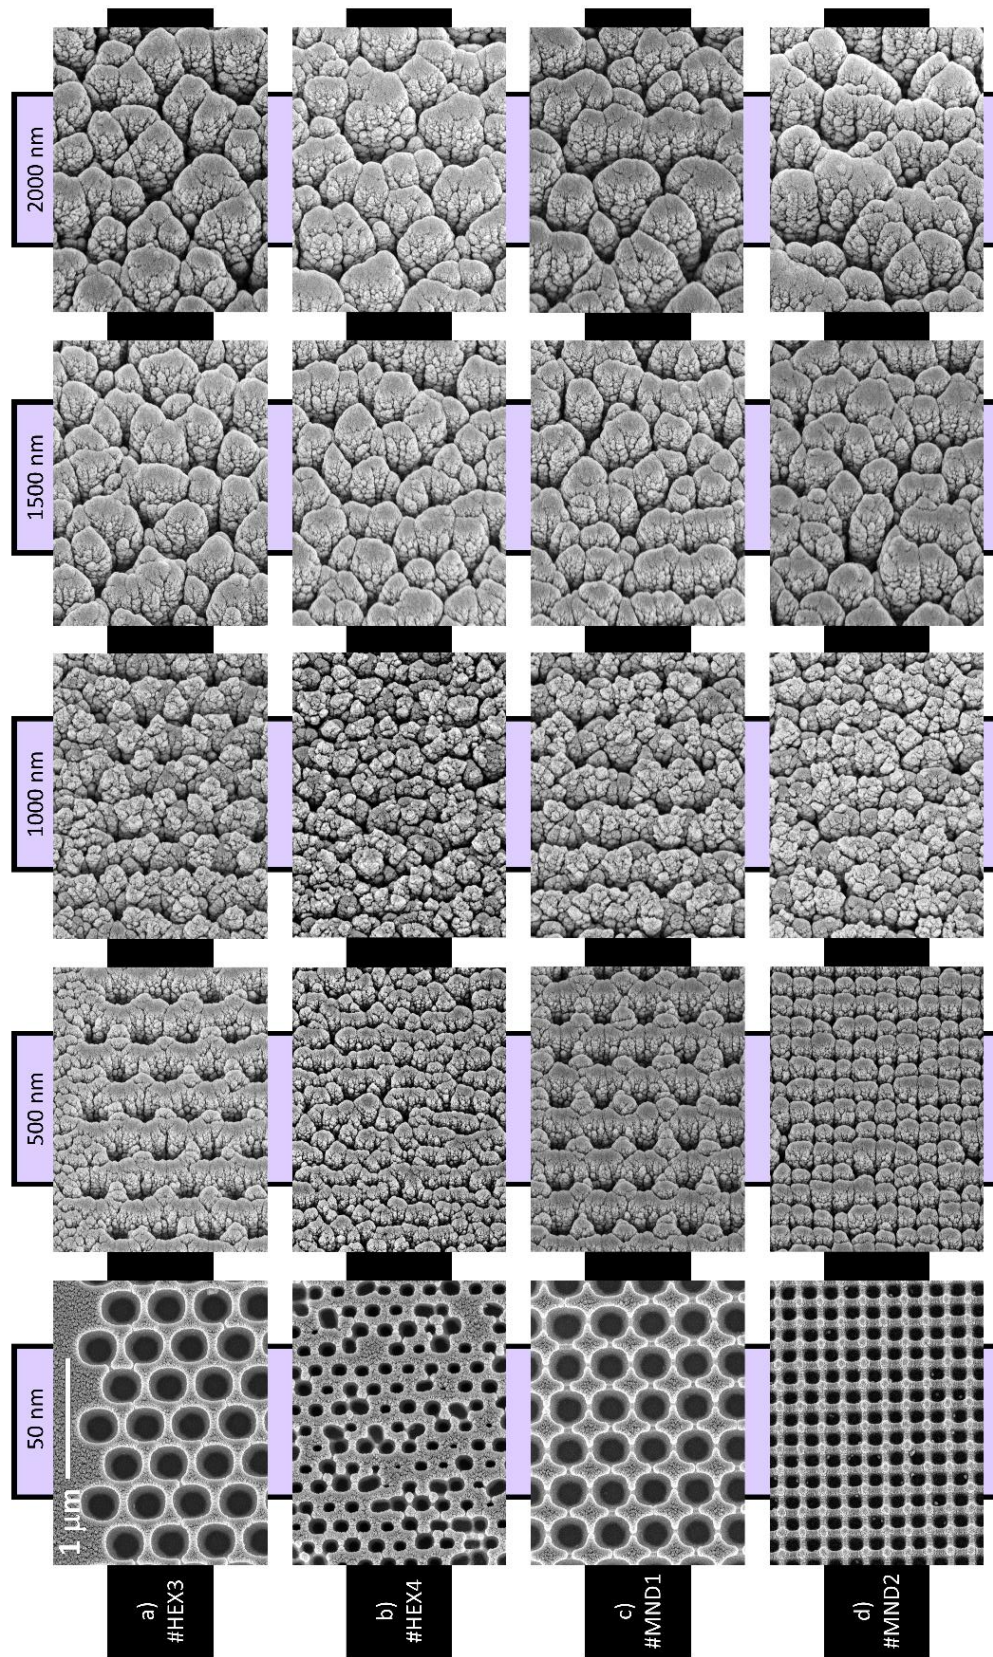 50 nm
500 nm
1000 nm
1500 nm
2000 nm
a)
#HEX3
1 μm
b)
#HEX4
c)
#MND1
d)
#MND2